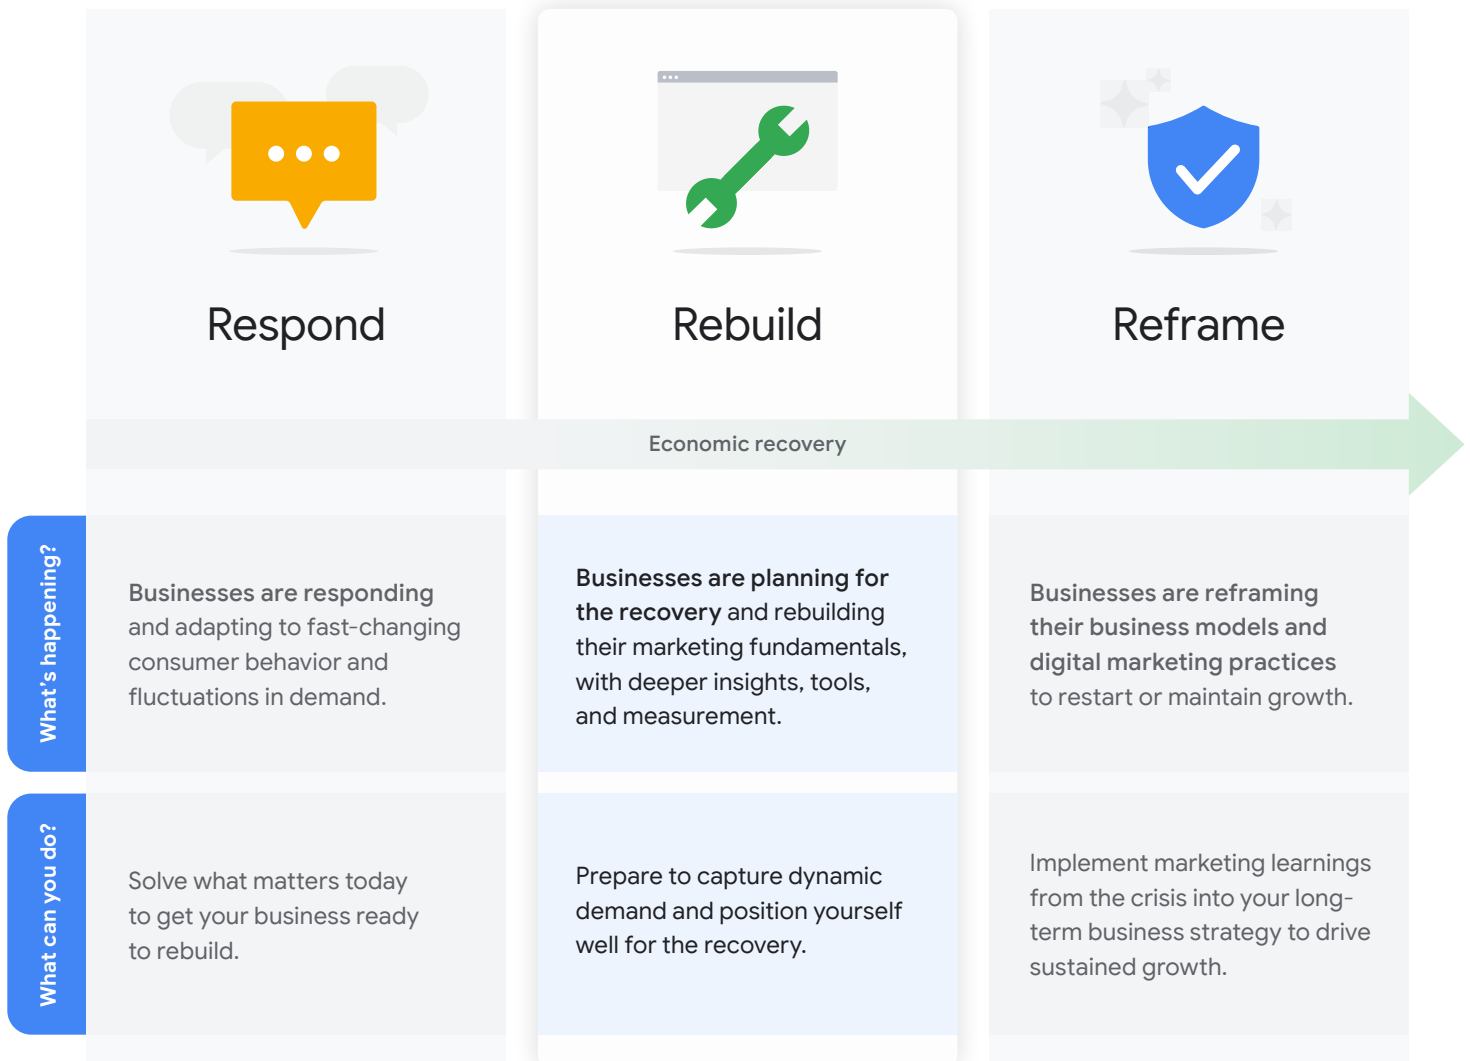 Respond
Rebuild
Reframe
Economic recovery
What's happening?
Businesses are responding
and adapting to fast-changing
consumer behavior and
fluctuations in demand.
Businesses are planning for
the recovery and rebuilding
their marketing fundamentals,
with deeper insights, tools,
and measurement.
Businesses are reframing
their business models and
digital marketing practices
to restart or maintain growth.
What can you do?
Solve what matters today
to get your business ready
to rebuild.
Prepare to capture dynamic
demand and position yourself
well for the recovery.
Implement marketing learnings
from the crisis into your long-
term business strategy to drive
sustained growth.